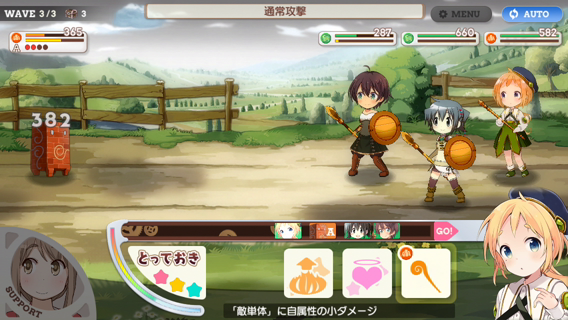 WAVE 3/3 3
通常攻撃
MENU
AUTO
365
A
287
660
582
382
A
GO!
とっておき
SUPPORT
「敵単体」に自属性の小ダメージ